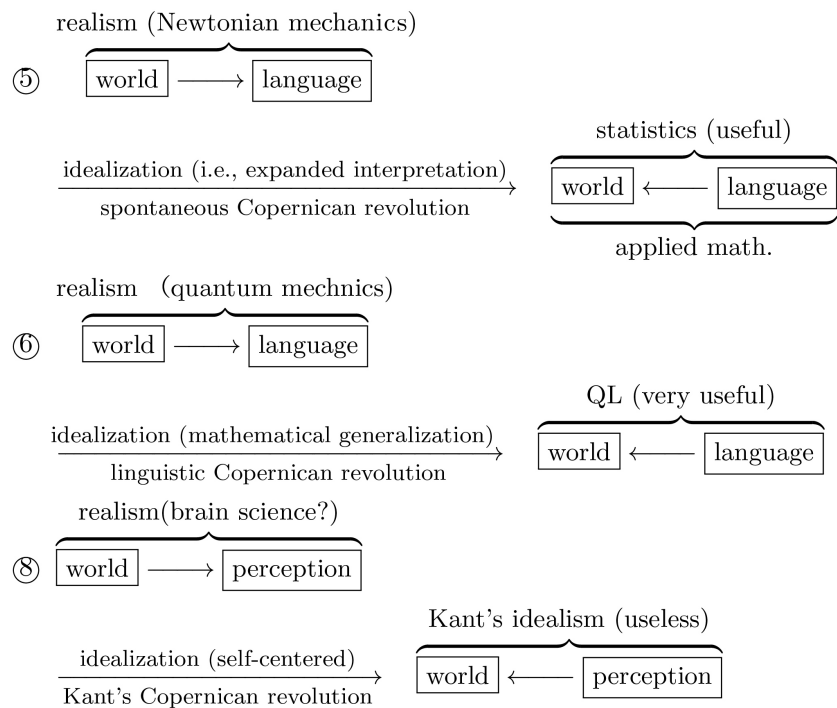 realism (Newtonian mechanics)
⑤ world ⟶ language
statistics (useful)
idealization (i.e., expanded interpretation)
world ⟵ language
spontaneous Copernican revolution
applied math.
realism （quantum mechnics)
⑥ world ⟶ language
QL (very useful)
idealization (mathematical generalization)
world ⟵ language
linguistic Copernican revolution
realism(brain science?)
⑧ world ⟶ perception
Kant's idealism (useless)
idealization (self-centered)
world ⟵ perception
Kant's Copernican revolution